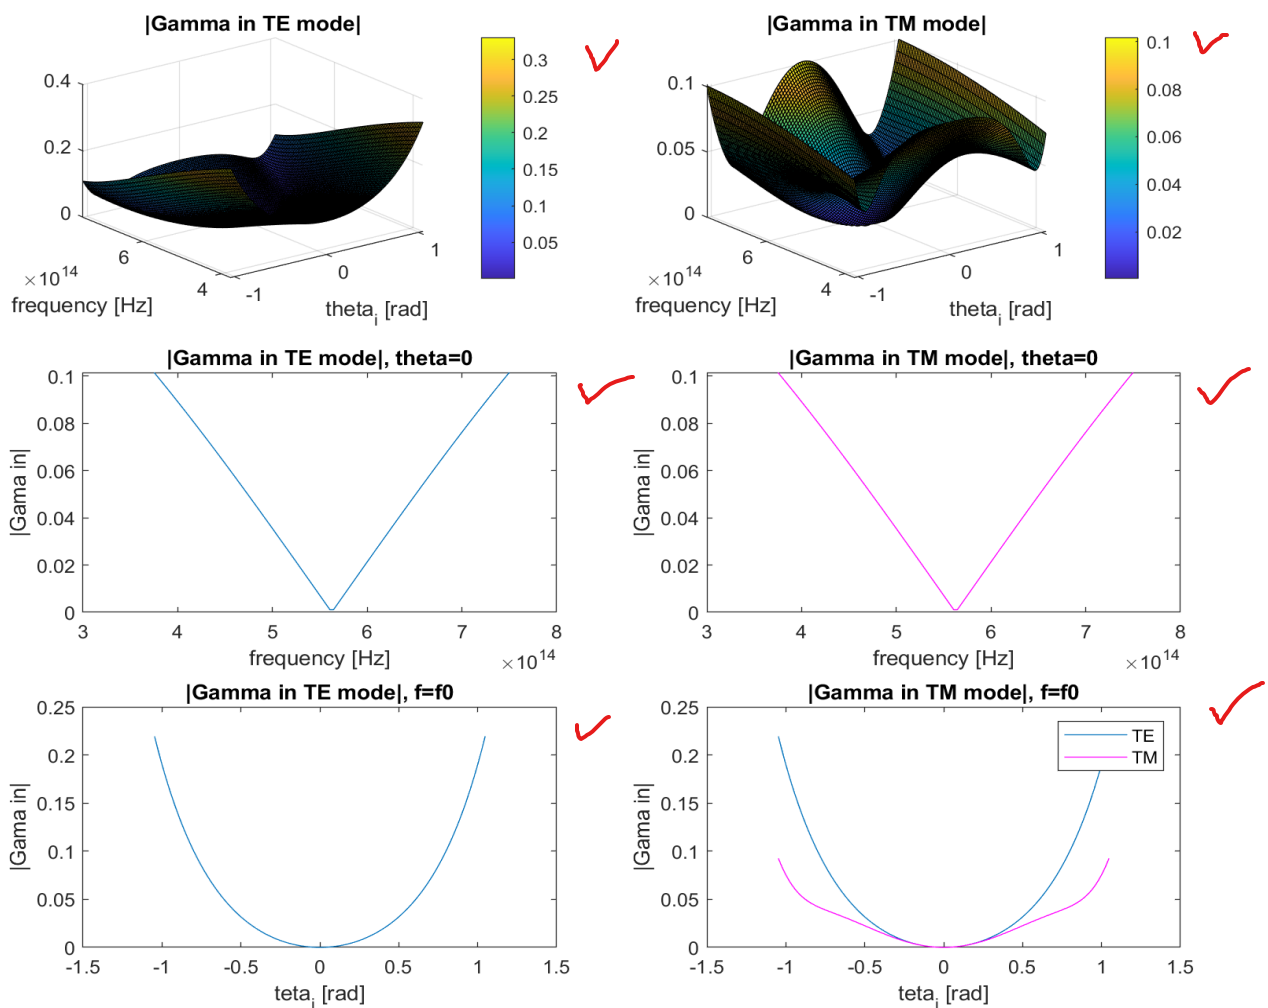 |Gamma in TE mode|
0.4
0.2
0
×10^14
6
4
frequency [Hz]
-1
0
1
theta_i [rad]
0.3
0.25
0.2
0.15
0.1
0.05
|Gamma in TM mode|
0.1
0.05
0
×10^14
6
4
frequency [Hz]
-1
0
1
theta_i [rad]
0.1
0.08
0.06
0.04
0.02
|Gamma in TE mode|, theta=0
|Gama in|
0.1
0.08
0.06
0.04
0.02
0
3 4 5 6 7 8
frequency [Hz]
×10^14
|Gamma in TM mode|, theta=0
|Gama in|
0.1
0.08
0.06
0.04
0.02
0
3 4 5 6 7 8
frequency [Hz]
×10^14
|Gamma in TE mode|, f=f0
|Gama in|
0.25
0.2
0.15
0.1
0.05
0
-1.5 -1 -0.5 0 0.5 1 1.5
teta_i [rad]
|Gamma in TM mode|, f=f0
|Gama in|
0.25
0.2
0.15
0.1
0.05
0
TE
TM
-1.5 -1 -0.5 0 0.5 1 1.5
teta_i [rad]